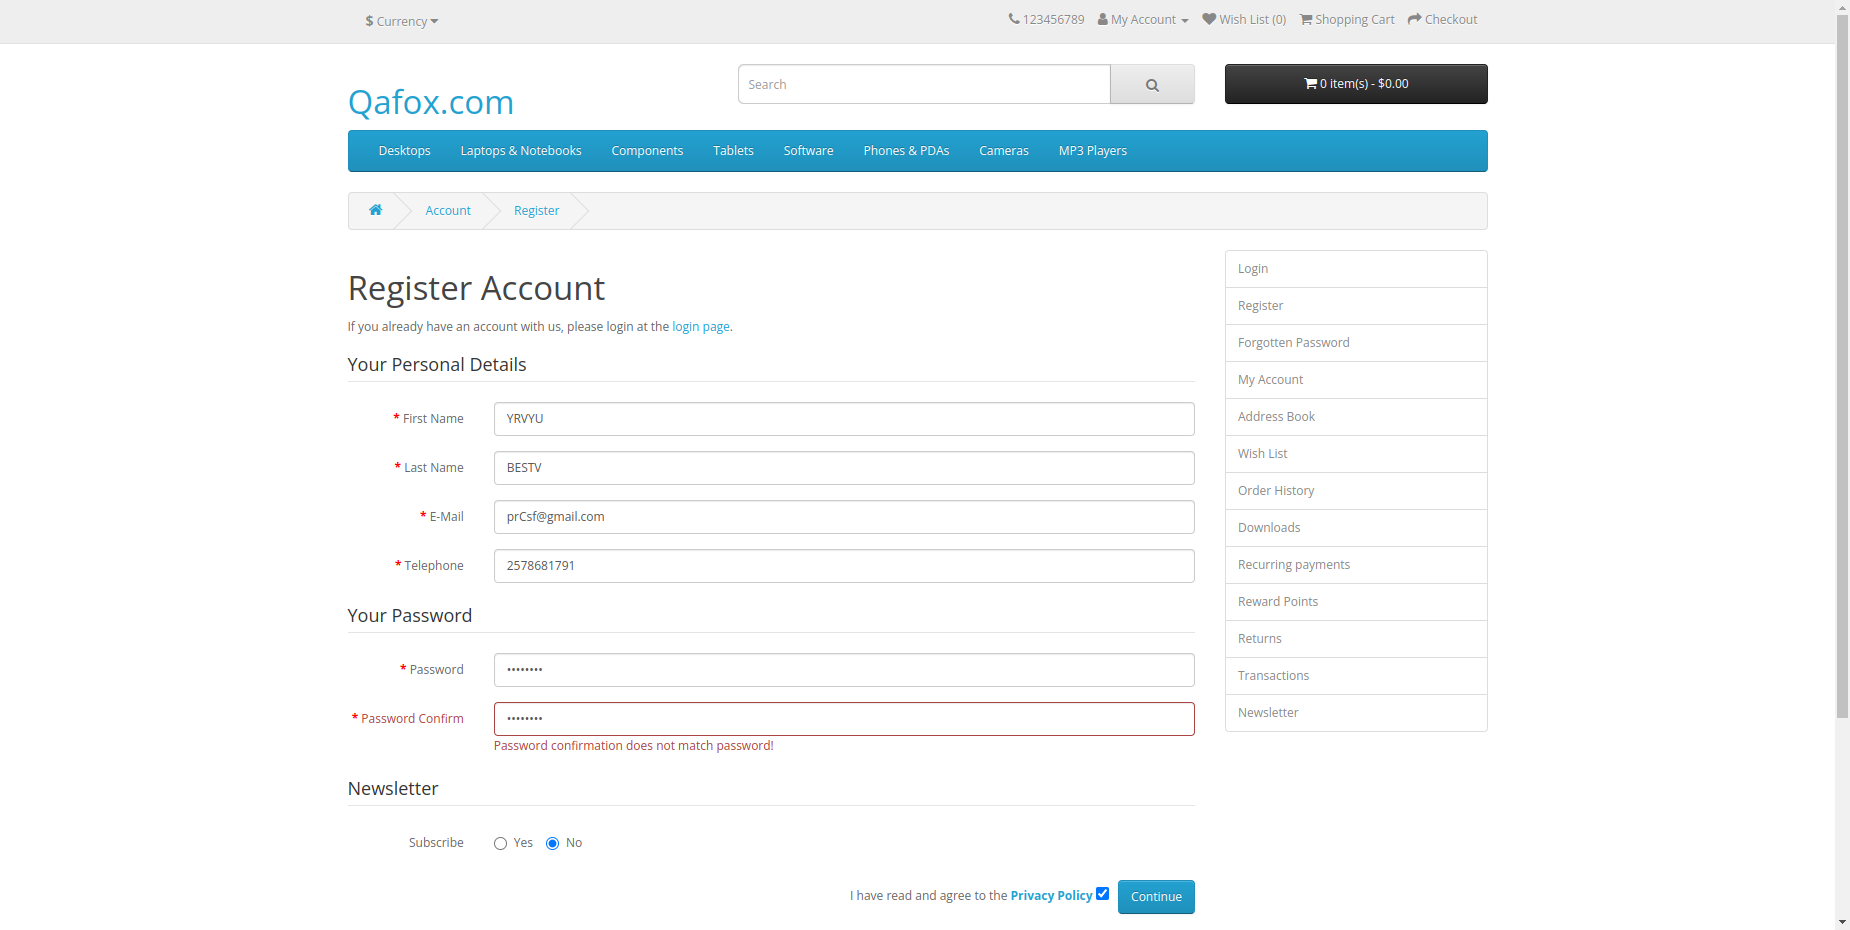 $ Currency
123456789 My Account Wish List (0) Shopping Cart Checkout
Qafox.com
Search
0 item(s) - $0.00
Desktops Laptops & Notebooks Components Tablets Software Phones & PDAs Cameras MP3 Players
Account Register
Register Account
If you already have an account with us, please login at the login page.
Your Personal Details
* First Name YRVYU
* Last Name BESTV
* E-Mail prCsf@gmail.com
* Telephone 2578681791
Your Password
* Password ••••••••
* Password Confirm ••••••••
Password confirmation does not match password!
Newsletter
Subscribe Yes No
I have read and agree to the Privacy Policy Continue
Login
Register
Forgotten Password
My Account
Address Book
Wish List
Order History
Downloads
Recurring payments
Reward Points
Returns
Transactions
Newsletter